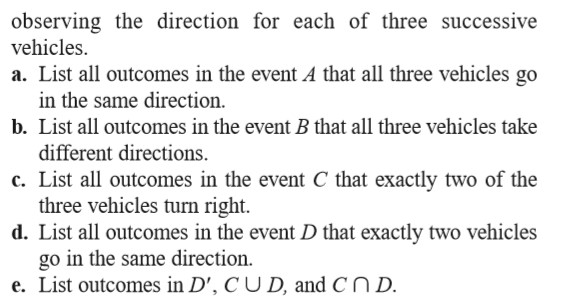 observing the direction for each of three successive
vehicles.
a. List all outcomes in the event A that all three vehicles go
in the same direction.
b. List all outcomes in the event B that all three vehicles take
different directions.
c. List all outcomes in the event C that exactly two of the
three vehicles turn right.
d. List all outcomes in the event D that exactly two vehicles
go in the same direction.
e. List outcomes in D′, C ∪ D, and C ∩ D.